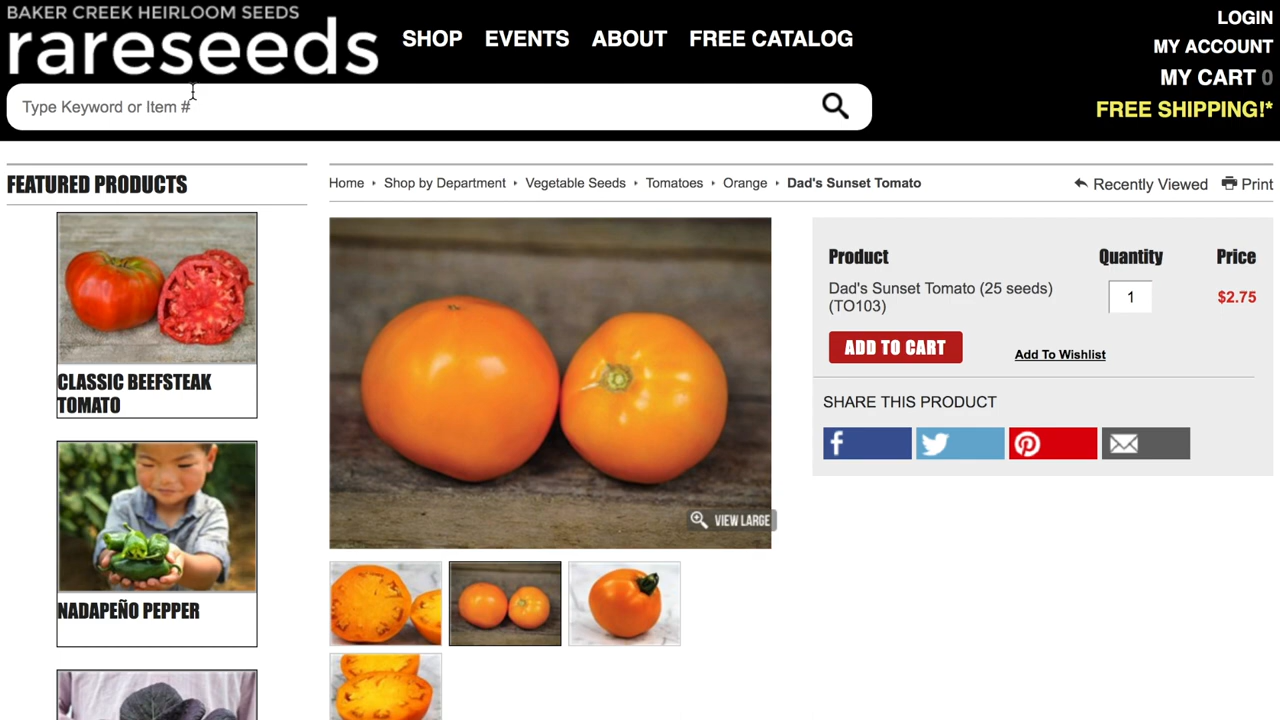 BAKER CREEK HEIRLOOM SEEDS
rareseeds
SHOP EVENTS ABOUT FREE CATALOG
LOGIN
MY ACCOUNT
MY CART 0
FREE SHIPPING!*
Type Keyword or Item #
FEATURED PRODUCTS
Home › Shop by Department › Vegetable Seeds › Tomatoes › Orange › Dad's Sunset Tomato
Recently Viewed Print
CLASSIC BEEFSTEAK
TOMATO
NADAPEÑO PEPPER
VIEW LARGE
Product Quantity Price
Dad's Sunset Tomato (25 seeds)
(TO103)
1
$2.75
ADD TO CART
Add To Wishlist
SHARE THIS PRODUCT